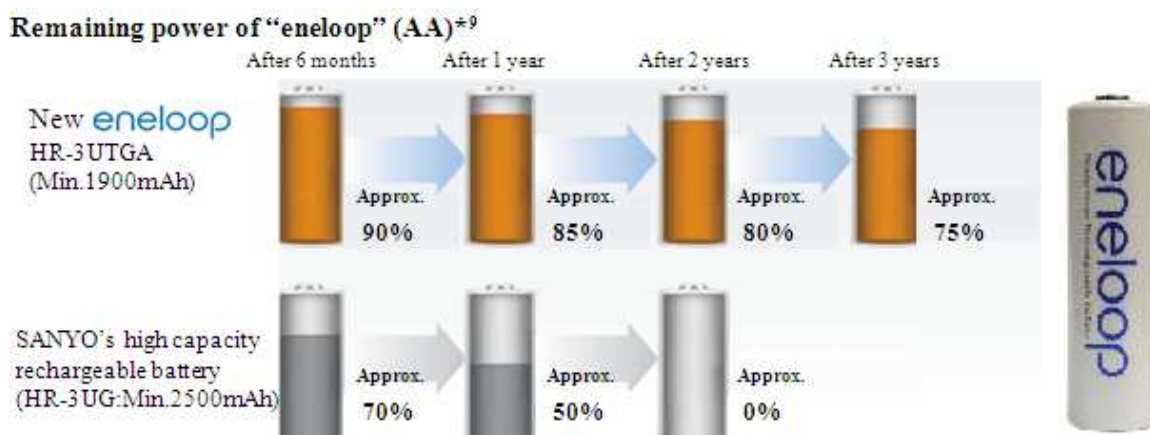 Remaining power of “eneloop” (AA)*9
After 6 months After 1 year After 2 years After 3 years
New eneloop
HR-3UTGA
(Min.1900mAh)
Approx. Approx. Approx. Approx.
90% 85% 80% 75%
SANYO’s high capacity
rechargeable battery
(HR-3UG:Min.2500mAh)
Approx. Approx. Approx.
70% 50% 0%
eneloop